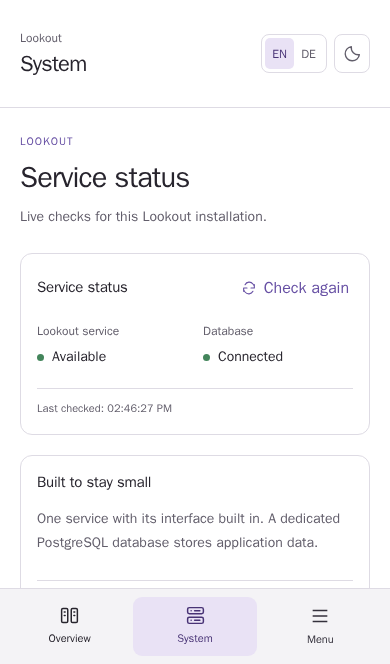 Lookout
System
EN DE
LOOKOUT
Service status
Live checks for this Lookout installation.
Service status
Check again
Lookout service
Database
Available
Connected
Last checked: 02:46:27 PM
Built to stay small
One service with its interface built in. A dedicated
PostgreSQL database stores application data.
Overview
System
Menu